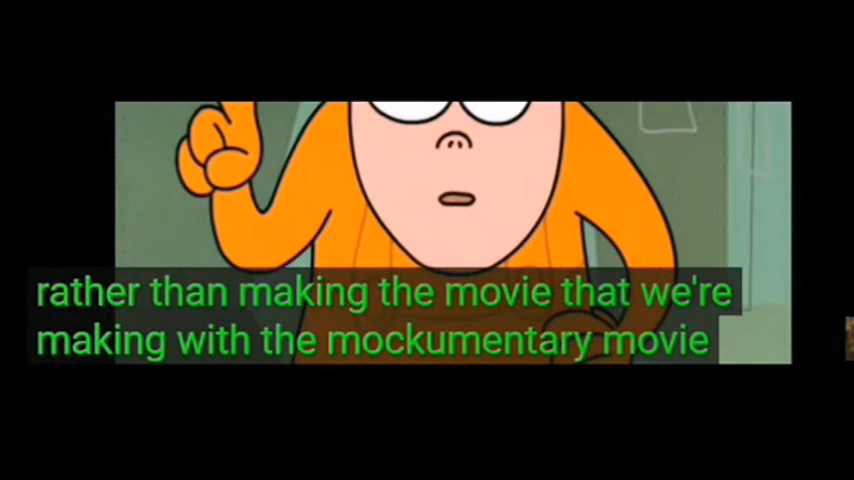 rather than making the movie that we're
making with the mockumentary movie